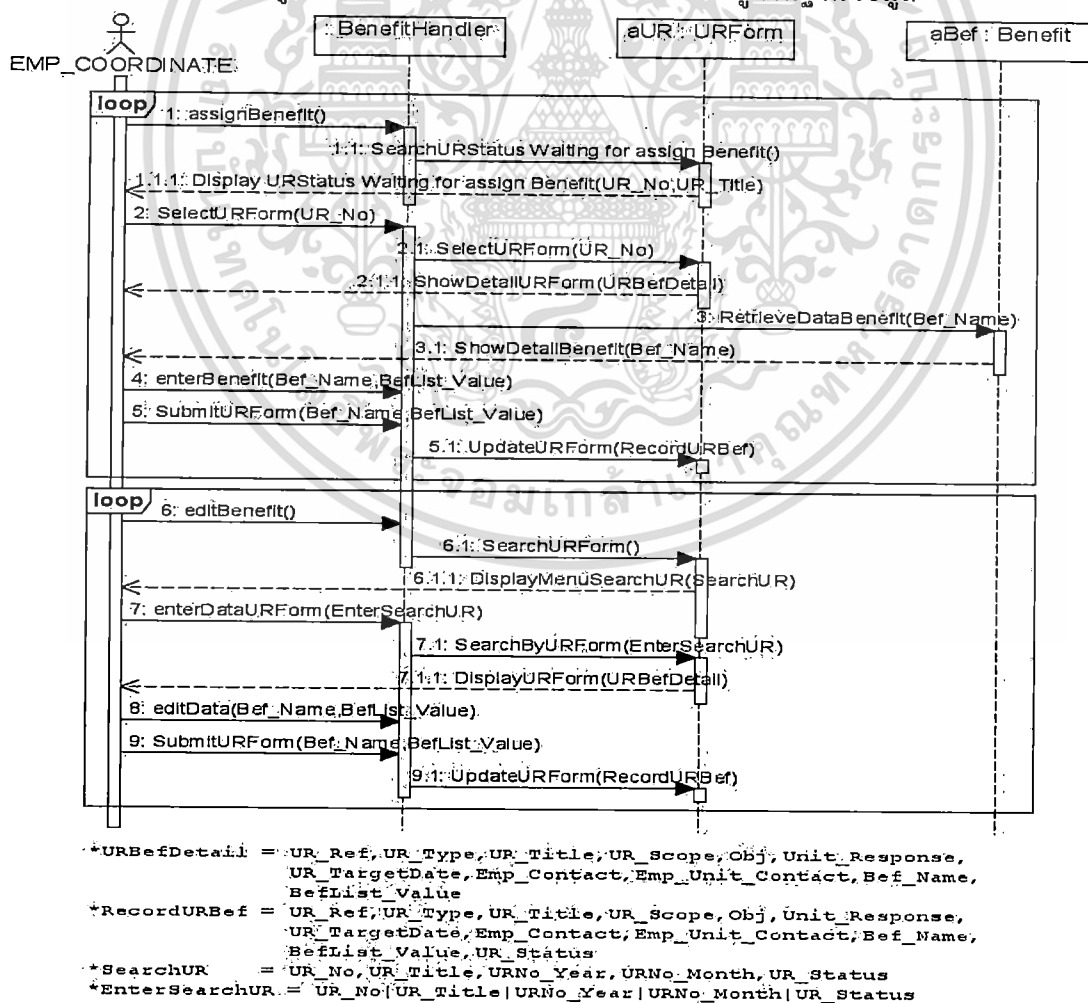 : BenefitHandler
aUR : URForm
aBef : Benefit
EMP_COORDINATE
loop
1: assignBenefit()
1.1: SearchURStatus Waiting for assign Benefit()
1.1.1: Display URStatus Waiting for assign Benefit(UR_No,UR_Title)
2: SelectURForm(UR_No)
2.1: SelectURForm(UR_No)
2.1.1: ShowDetailURForm(URBefDetail)
3: RetrieveDataBenefit(Bef_Name)
3.1: ShowDetailBenefit(Bef_Name)
4: enterBenefit(Bef_Name,BefList_Value)
5: SubmitURForm(Bef_Name,BefList_Value)
5.1: UpdateURForm(RecordURBef)
loop
6: editBenefit()
6.1: SearchURForm()
6.1.1: DisplayMenuSearchUR(SearchUR)
7: enterDataURForm(EnterSearchUR)
7.1: SearchByURForm(EnterSearchUR)
7.1.1: DisplayURForm(URBefDetail)
8: editData(Bef_Name,BefList_Value)
9: SubmitURForm(Bef_Name,BefList_Value)
9.1: UpdateURForm(RecordURBef)
*URBefDetail = UR_Ref,UR_Type,UR_Title,UR_Scope,Obj,Unit_Response,
UR_TargetDate,Emp_Contact,Emp_Unit_Contact,Bef_Name,
BefList_Value
*RecordURBef = UR_Ref,UR_Type,UR_Title,UR_Scope,Obj,Unit_Response,
UR_TargetDate,Emp_Contact,Emp_Unit_Contact,Bef_Name,
BefList_Value,UR_Status
*SearchUR = UR_No,UR_Title,URNo_Year,URNo_Month,UR_Status
*EnterSearchUR = UR_No|UR_Title|URNo_Year|URNo_Month|UR_Status